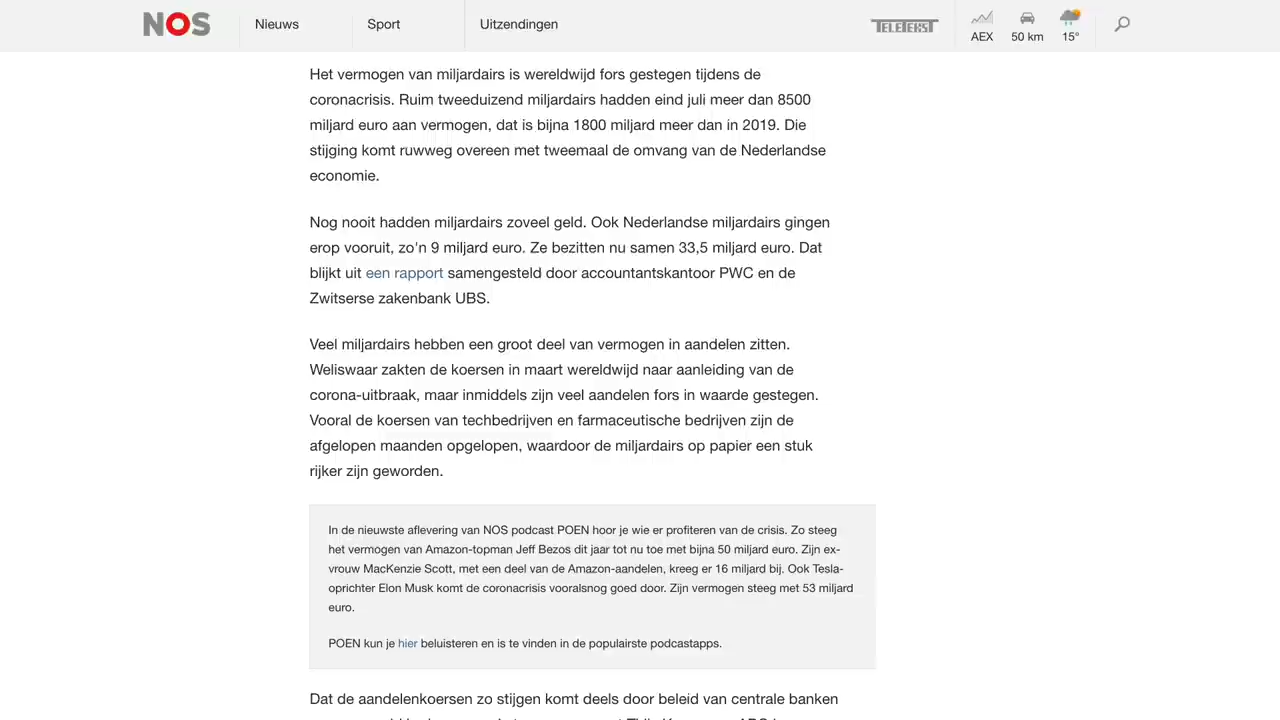 NOS
Nieuws
Sport
Uitzendingen
TELETEKST
AEX
50 km
15°
Het vermogen van miljardairs is wereldwijd fors gestegen tijdens de
coronacrisis. Ruim tweeduizend miljardairs hadden eind juli meer dan 8500
miljard euro aan vermogen, dat is bijna 1800 miljard meer dan in 2019. Die
stijging komt ruwweg overeen met tweemaal de omvang van de Nederlandse
economie.
Nog nooit hadden miljardairs zoveel geld. Ook Nederlandse miljardairs gingen
erop vooruit, zo'n 9 miljard euro. Ze bezitten nu samen 33,5 miljard euro. Dat
blijkt uit een rapport samengesteld door accountantskantoor PWC en de
Zwitserse zakenbank UBS.
Veel miljardairs hebben een groot deel van vermogen in aandelen zitten.
Weliswaar zakten de koersen in maart wereldwijd naar aanleiding van de
corona-uitbraak, maar inmiddels zijn veel aandelen fors in waarde gestegen.
Vooral de koersen van techbedrijven en farmaceutische bedrijven zijn de
afgelopen maanden opgelopen, waardoor de miljardairs op papier een stuk
rijker zijn geworden.
In de nieuwste aflevering van NOS podcast POEN hoor je wie er profiteren van de crisis. Zo steeg
het vermogen van Amazon-topman Jeff Bezos dit jaar tot nu toe met bijna 50 miljard euro. Zijn ex-
vrouw MacKenzie Scott, met een deel van de Amazon-aandelen, kreeg er 16 miljard bij. Ook Tesla-
oprichter Elon Musk komt de coronacrisis vooralsnog goed door. Zijn vermogen steeg met 53 miljard
euro.
POEN kun je hier beluisteren en is te vinden in de populairste podcastapps.
Dat de aandelenkoersen zo stijgen komt deels door beleid van centrale banken